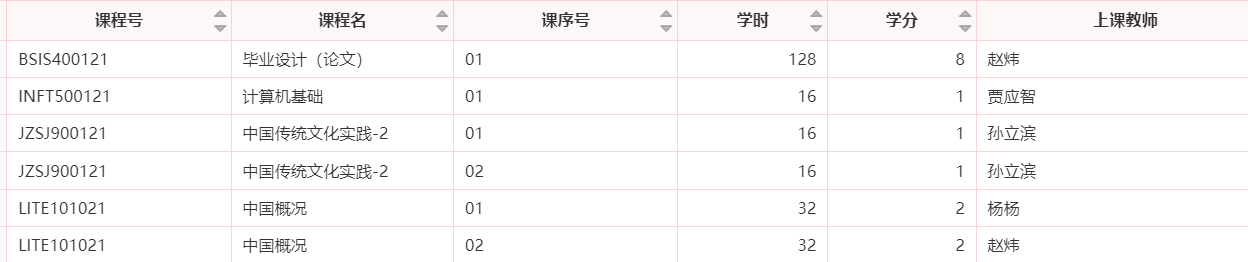 课程号 课程名 课序号 学时 学分 上课教师
BSIS400121 毕业设计（论文） 01 128 8 赵炜
INFT500121 计算机基础 01 16 1 贾应智
JZSJ900121 中国传统文化实践-2 01 16 1 孙立滨
JZSJ900121 中国传统文化实践-2 02 16 1 孙立滨
LITE101021 中国概况 01 32 2 杨杨
LITE101021 中国概况 02 32 2 赵炜